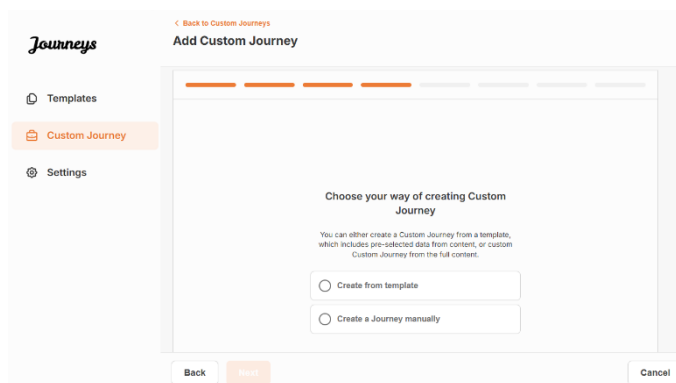 < Back to Custom Journeys
Journeys
Add Custom Journey
Templates
Custom Journey
Settings
Choose your way of creating Custom
Journey
You can either create a Custom Journey from a template,
which includes pre-selected data from content, or custom
Custom Journey from the full content.
Create from template
Create a Journey manually
Back
Next
Cancel